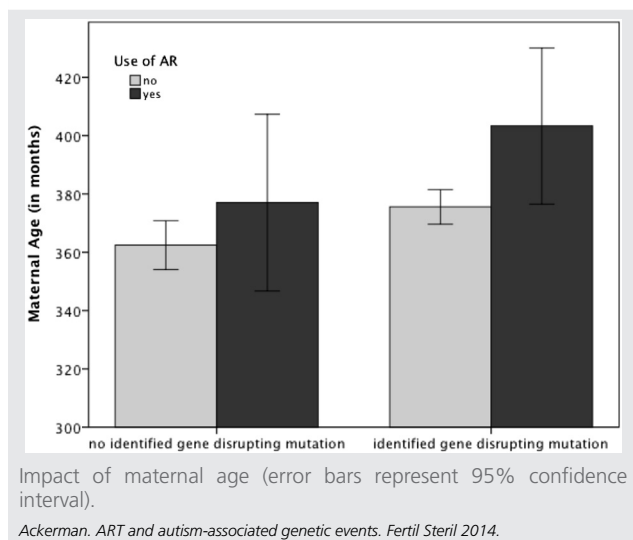 Use of AR
no
yes
Maternal Age (in months)
420
400
380
360
340
320
300
no identified gene disrupting mutation
identified gene disrupting mutation
Impact of maternal age (error bars represent 95% confidence
interval).
Ackerman. ART and autism-associated genetic events. Fertil Steril 2014.